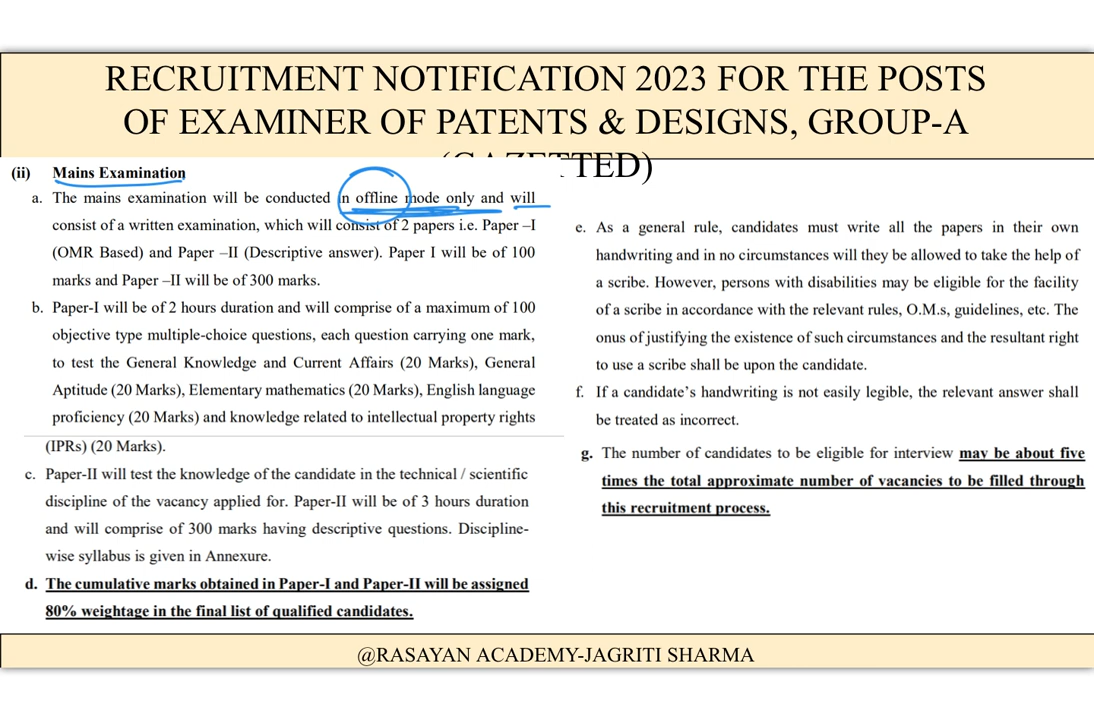 RECRUITMENT NOTIFICATION 2023 FOR THE POSTS
OF EXAMINER OF PATENTS & DESIGNS, GROUP-A
(GAZETTED)
(ii) Mains Examination
a. The mains examination will be conducted in offline mode only and will
consist of a written examination, which will consist of 2 papers i.e. Paper –I
(OMR Based) and Paper –II (Descriptive answer). Paper I will be of 100
marks and Paper –II will be of 300 marks.
b. Paper-I will be of 2 hours duration and will comprise of a maximum of 100
objective type multiple-choice questions, each question carrying one mark,
to test the General Knowledge and Current Affairs (20 Marks), General
Aptitude (20 Marks), Elementary mathematics (20 Marks), English language
proficiency (20 Marks) and knowledge related to intellectual property rights
(IPRs) (20 Marks).
c. Paper-II will test the knowledge of the candidate in the technical / scientific
discipline of the vacancy applied for. Paper-II will be of 3 hours duration
and will comprise of 300 marks having descriptive questions. Discipline-
wise syllabus is given in Annexure.
d. The cumulative marks obtained in Paper-I and Paper-II will be assigned
80% weightage in the final list of qualified candidates.
e. As a general rule, candidates must write all the papers in their own
handwriting and in no circumstances will they be allowed to take the help of
a scribe. However, persons with disabilities may be eligible for the facility
of a scribe in accordance with the relevant rules, O.M.s, guidelines, etc. The
onus of justifying the existence of such circumstances and the resultant right
to use a scribe shall be upon the candidate.
f. If a candidate's handwriting is not easily legible, the relevant answer shall
be treated as incorrect.
g. The number of candidates to be eligible for interview may be about five
times the total approximate number of vacancies to be filled through
this recruitment process.
@RASAYAN ACADEMY-JAGRITI SHARMA